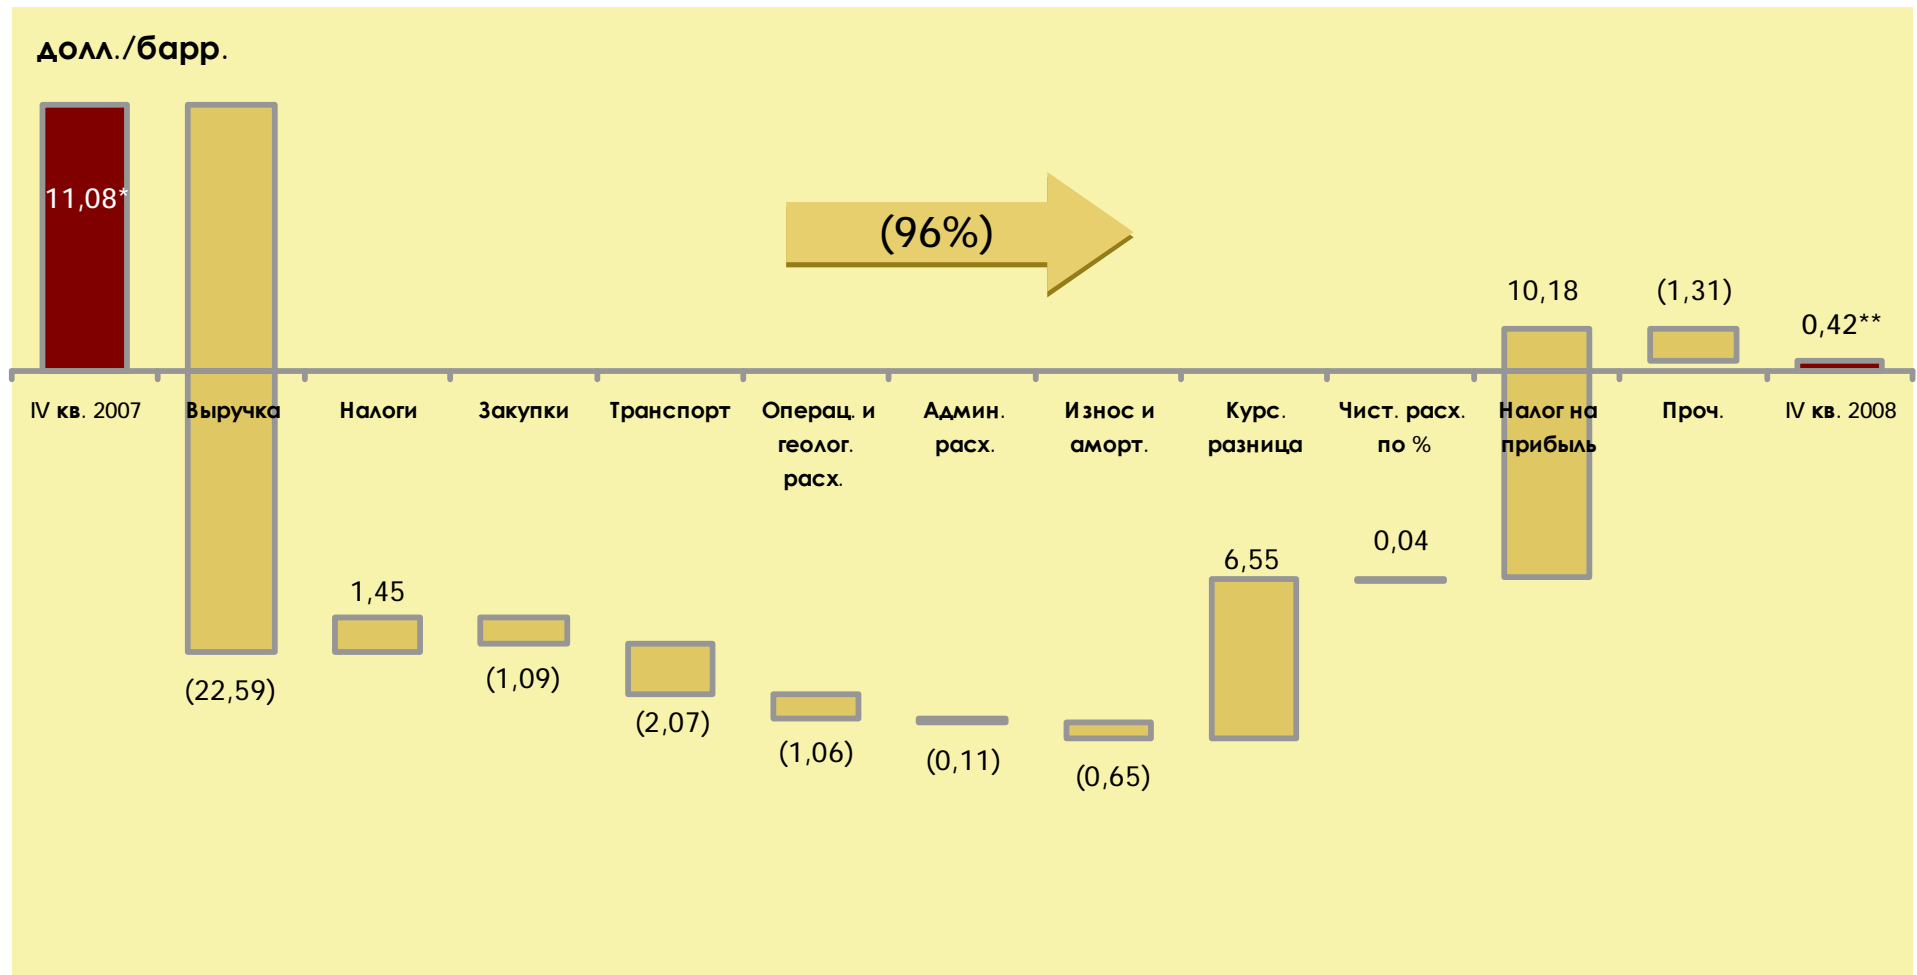 долл./барр.
11,08*
(96%)
10,18
(1,31)
0,42**
IV кв. 2007
Выручка
Налоги
Закупки
Транспорт
Операц. и
геолог.
расх.
Админ.
расх.
Износ и
аморт.
Курс.
разница
Чист. расх.
по %
Налог на
прибыль
Проч.
IV кв. 2008
(22,59)
1,45
(1,09)
(2,07)
(1,06)
(0,11)
(0,65)
6,55
0,04